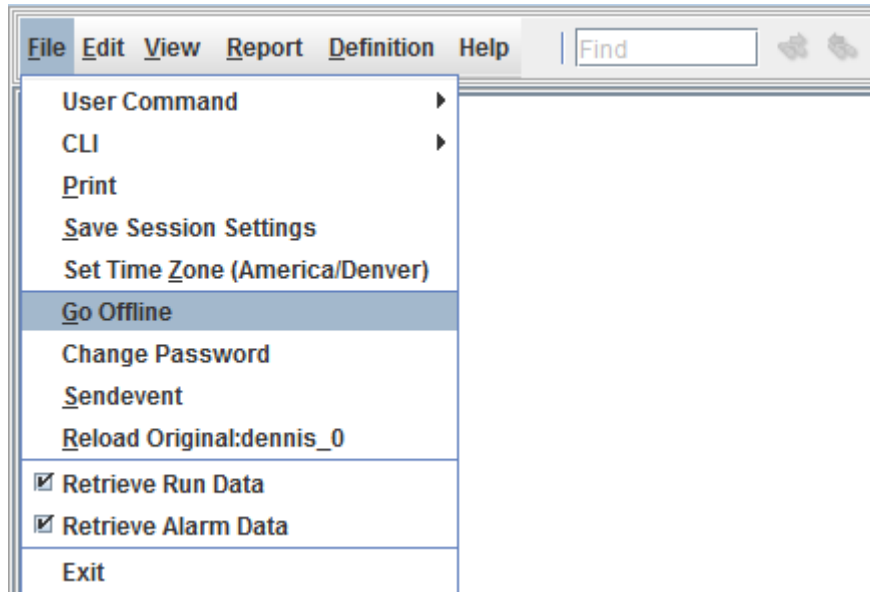 File Edit View Report Definition Help Find
User Command
CLI
Print
Save Session Settings
Set Time Zone (America/Denver)
Go Offline
Change Password
Sendevent
Reload Original:dennis_0
Retrieve Run Data
Retrieve Alarm Data
Exit